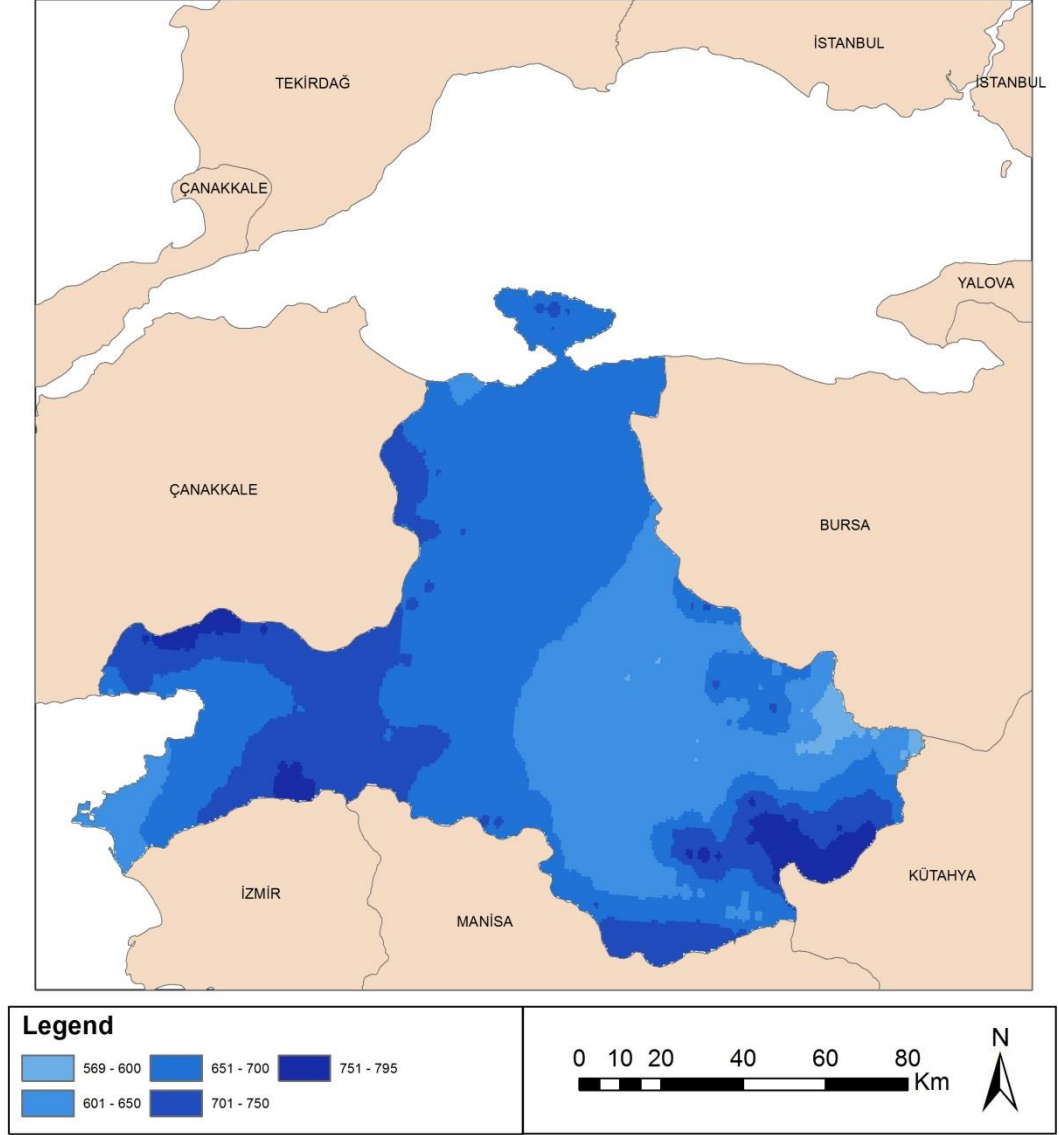 İSTANBUL
TEKİRDAĞ
İSTANBUL
ÇANAKKALE
YALOVA
ÇANAKKALE
BURSA
KÜTAHYA
İZMİR
MANİSA
Legend
569 - 600
651 - 700
751 - 795
601 - 650
701 - 750
0 10 20 40 60 80
Km
N